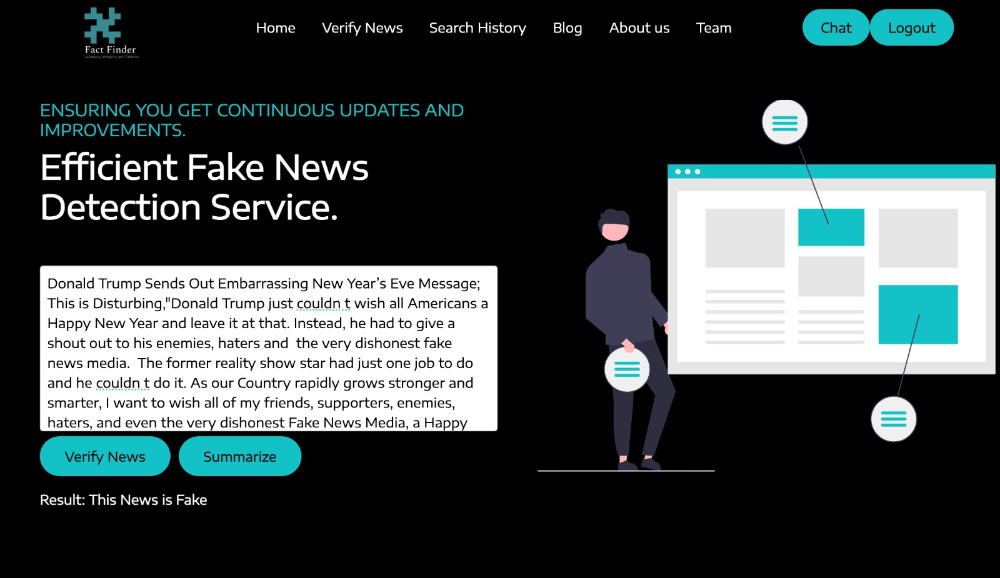 Fact Finder
accuracy, integrity and fairness
Home
Verify News
Search History
Blog
About us
Team
Chat
Logout
ENSURING YOU GET CONTINUOUS UPDATES AND
IMPROVEMENTS.
Efficient Fake News
Detection Service.
Donald Trump Sends Out Embarrassing New Year’s Eve Message;
This is Disturbing,"Donald Trump just couldn t wish all Americans a
Happy New Year and leave it at that. Instead, he had to give a
shout out to his enemies, haters and  the very dishonest fake
news media.  The former reality show star had just one job to do
and he couldn t do it. As our Country rapidly grows stronger and
smarter, I want to wish all of my friends, supporters, enemies,
haters, and even the very dishonest Fake News Media, a Happy
Verify News
Summarize
Result: This News is Fake